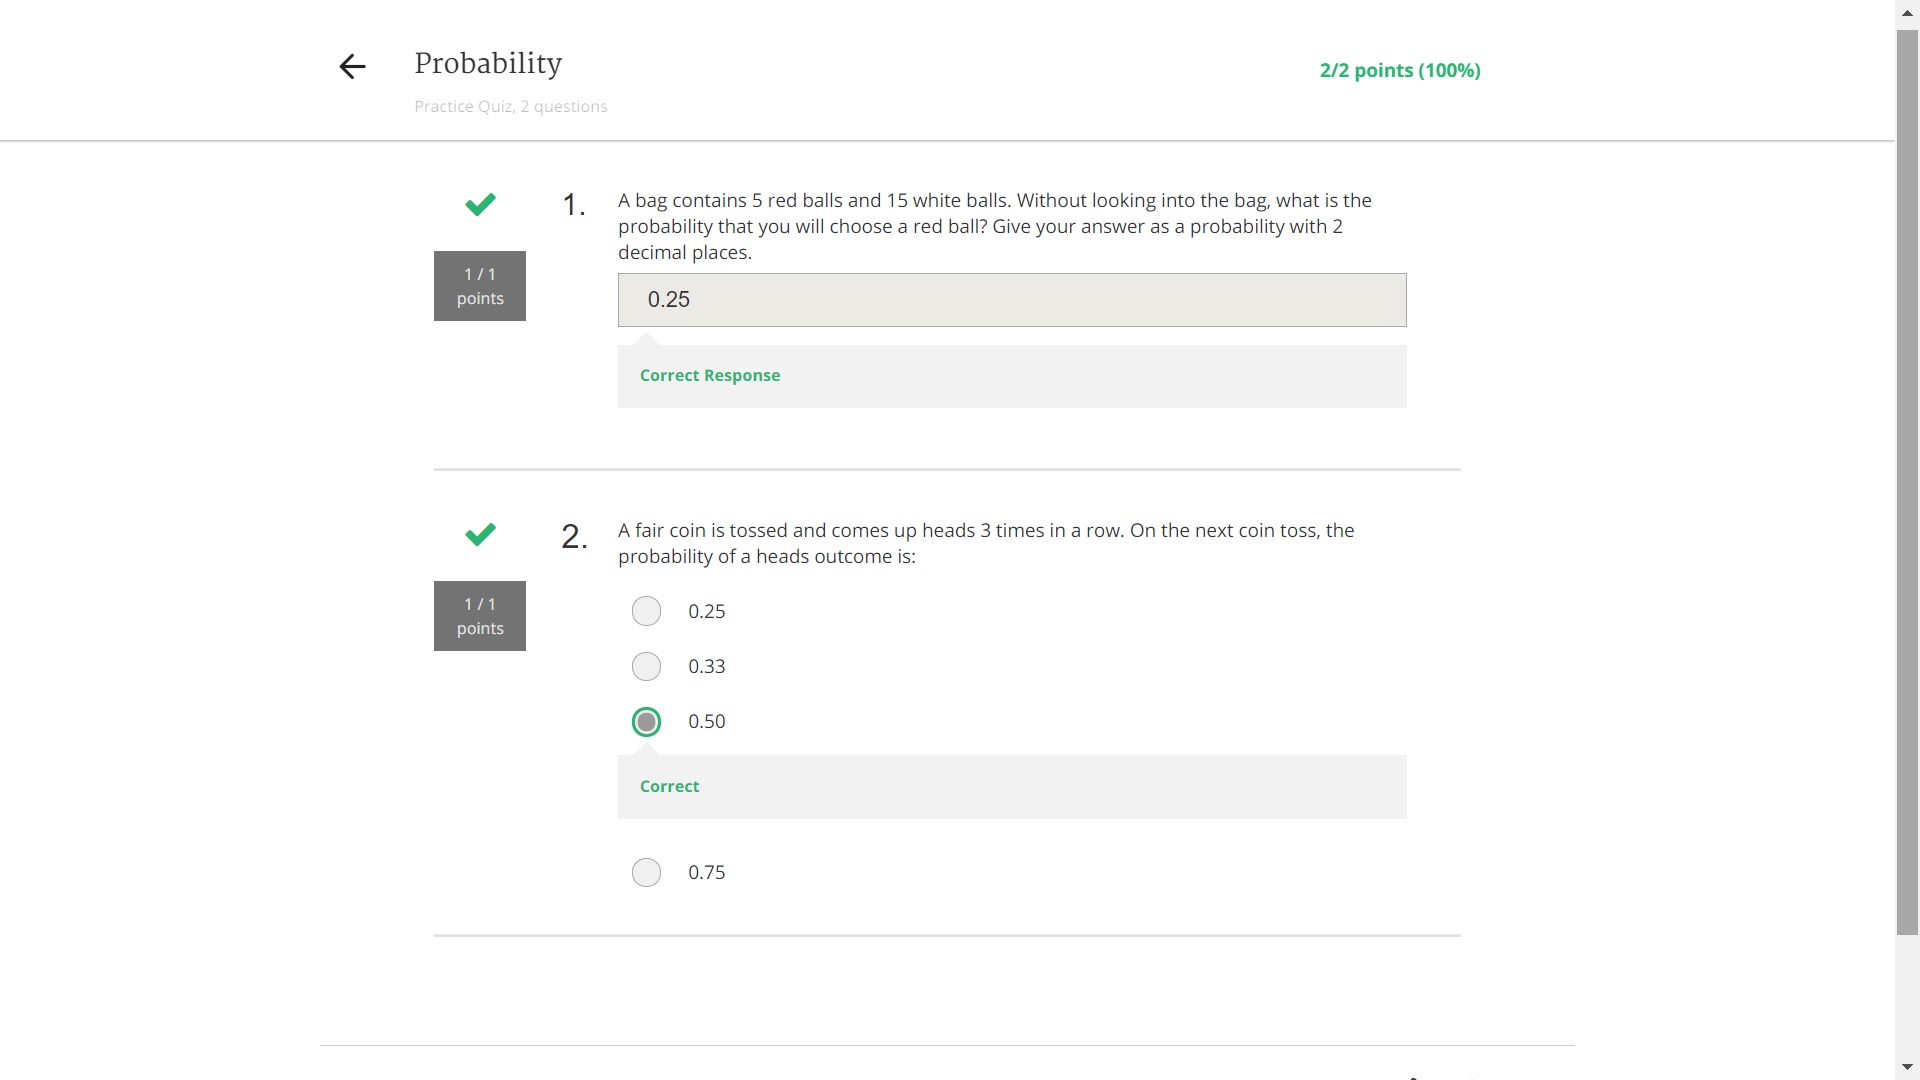 Probability
2/2 points (100%)
Practice Quiz, 2 questions
1.
A bag contains 5 red balls and 15 white balls. Without looking into the bag, what is the
probability that you will choose a red ball? Give your answer as a probability with 2
decimal places.
1 / 1
points
0.25
Correct Response
2.
A fair coin is tossed and comes up heads 3 times in a row. On the next coin toss, the
probability of a heads outcome is:
1 / 1
points
0.25
0.33
0.50
Correct
0.75